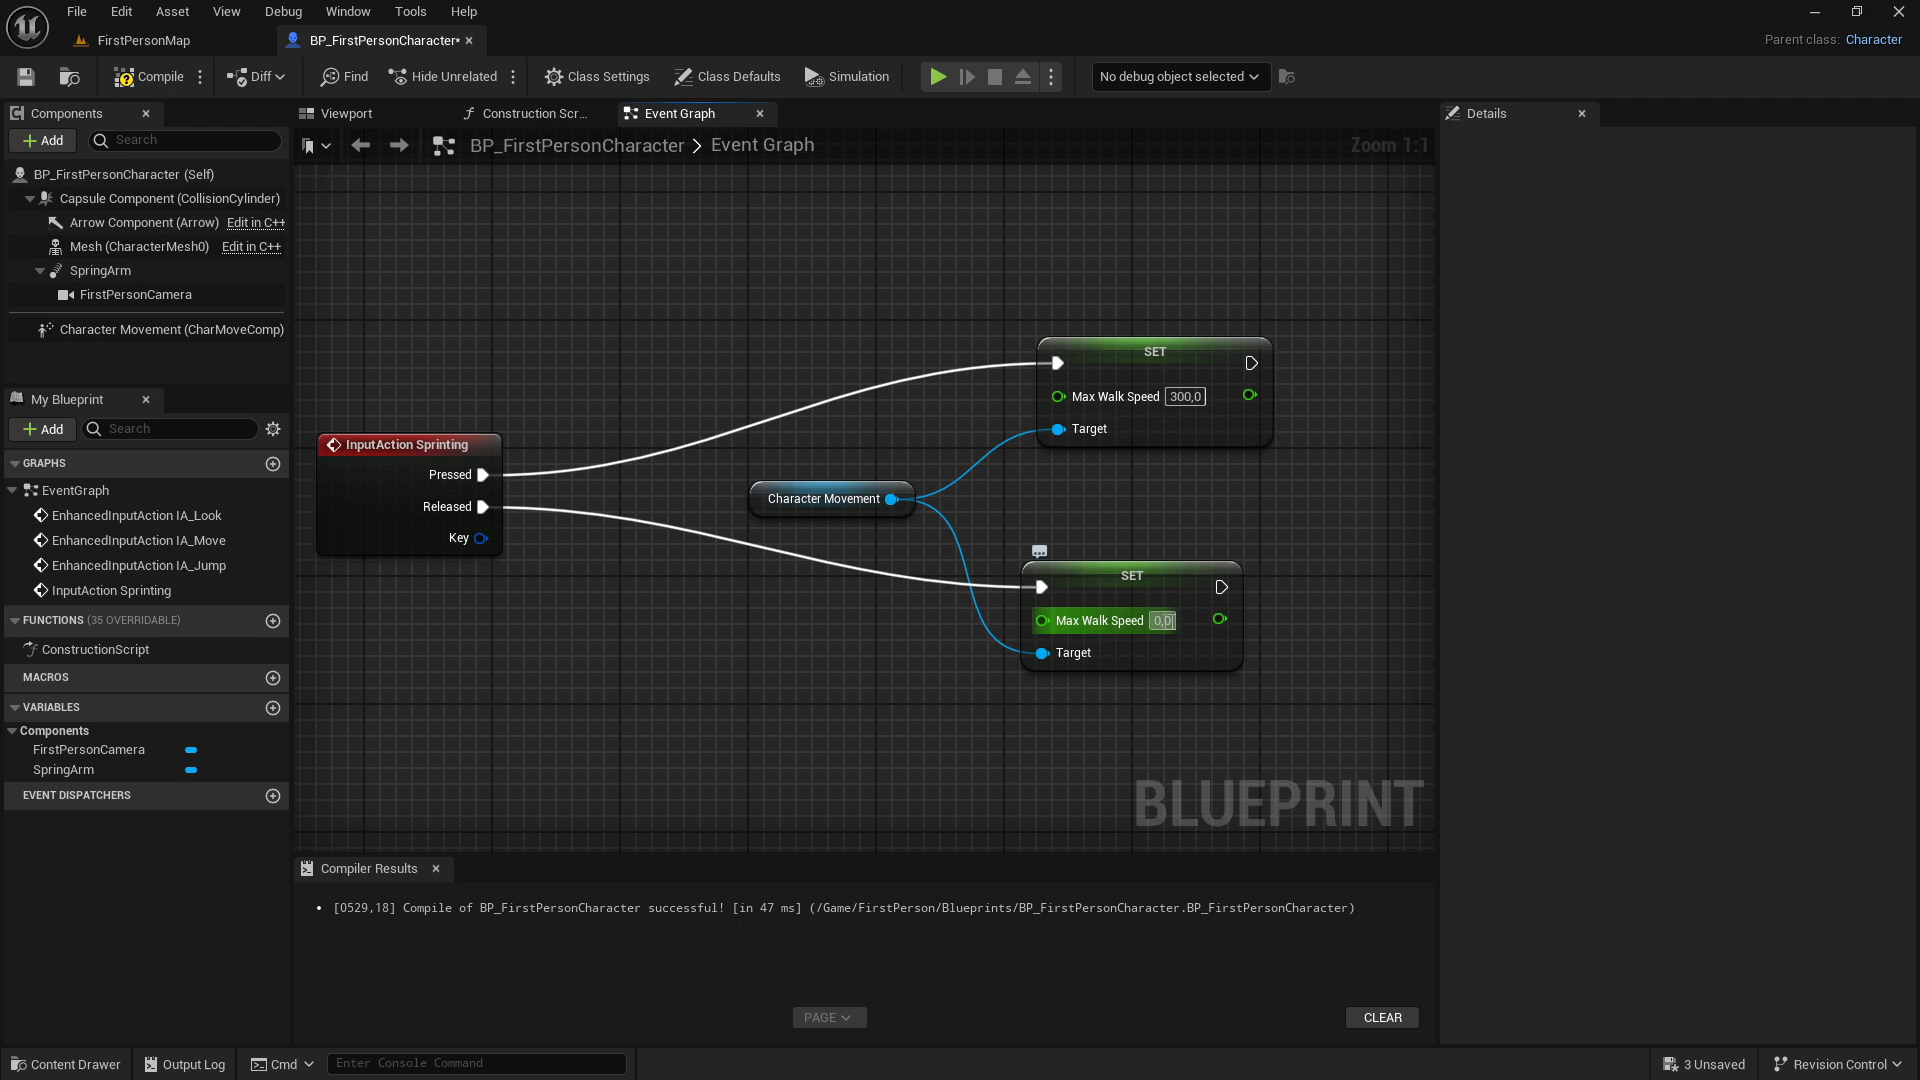 File Edit Asset View Debug Window Tools Help
FirstPersonMap
BP_FirstPersonCharacter*
Parent class: Character
Compile
Diff
Find
Hide Unrelated
Class Settings
Class Defaults
Simulation
No debug object selected
Components
Add
Search
BP_FirstPersonCharacter (Self)
Capsule Component (CollisionCylinder)
Arrow Component (Arrow) Edit in C++
Mesh (CharacterMesh0) Edit in C++
SpringArm
FirstPersonCamera
Character Movement (CharMoveComp)
My Blueprint
Add
Search
GRAPHS
EventGraph
EnhancedInputAction IA_Look
EnhancedInputAction IA_Move
EnhancedInputAction IA_Jump
InputAction Sprinting
FUNCTIONS (35 OVERRIDABLE)
ConstructionScript
MACROS
VARIABLES
Components
FirstPersonCamera
SpringArm
EVENT DISPATCHERS
Viewport
Construction Scr...
Event Graph
BP_FirstPersonCharacter > Event Graph
Zoom 1:1
InputAction Sprinting
Pressed
Released
Key
Character Movement
SET
Max Walk Speed 300,0
Target
SET
Max Walk Speed 0,0
Target
BLUEPRINT
Compiler Results
• [0529,18] Compile of BP_FirstPersonCharacter successful! [in 47 ms] (/Game/FirstPerson/Blueprints/BP_FirstPersonCharacter.BP_FirstPersonCharacter)
PAGE
CLEAR
Details
Content Drawer
Output Log
Cmd
Enter Console Command
3 Unsaved
Revision Control